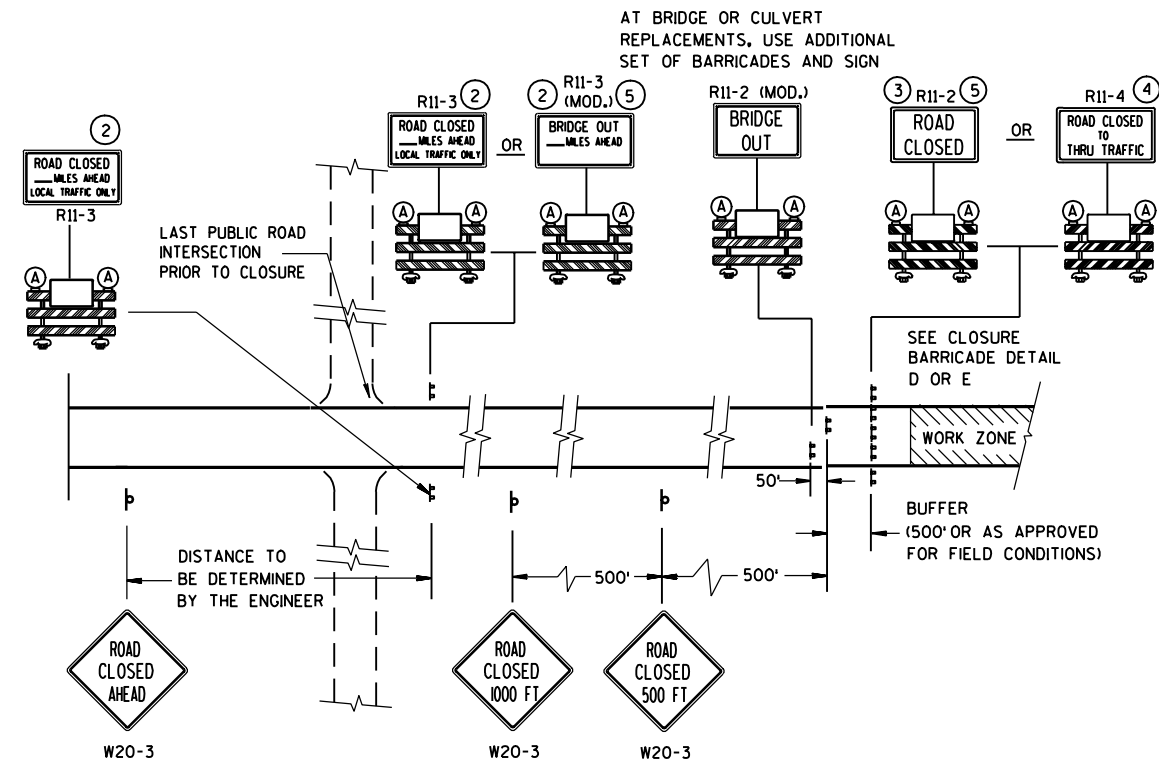 AT BRIDGE OR CULVERT
REPLACEMENTS, USE ADDITIONAL
SET OF BARRICADES AND SIGN
2
ROAD CLOSED
MILES AHEAD
LOCAL TRAFFIC ONLY
R11-3
A A
R11-3 2
ROAD CLOSED
MILES AHEAD
LOCAL TRAFFIC ONLY
A A
OR
2 R11-3 (MOD.) 5
BRIDGE OUT
MILES AHEAD
A A
R11-2 (MOD.)
BRIDGE
OUT
A A
3 R11-2 5
ROAD
CLOSED
A A
OR
R11-4 4
ROAD CLOSED
TO
THRU TRAFFIC
A A
LAST PUBLIC ROAD
INTERSECTION
PRIOR TO CLOSURE
SEE CLOSURE
BARRICADE DETAIL
D OR E
WORK ZONE
50'
BUFFER
(500' OR AS APPROVED
FOR FIELD CONDITIONS)
DISTANCE TO
BE DETERMINED
BY THE ENGINEER
500'
500'
ROAD
CLOSED
AHEAD
W20-3
ROAD
CLOSED
1000 FT
W20-3
ROAD
CLOSED
500 FT
W20-3